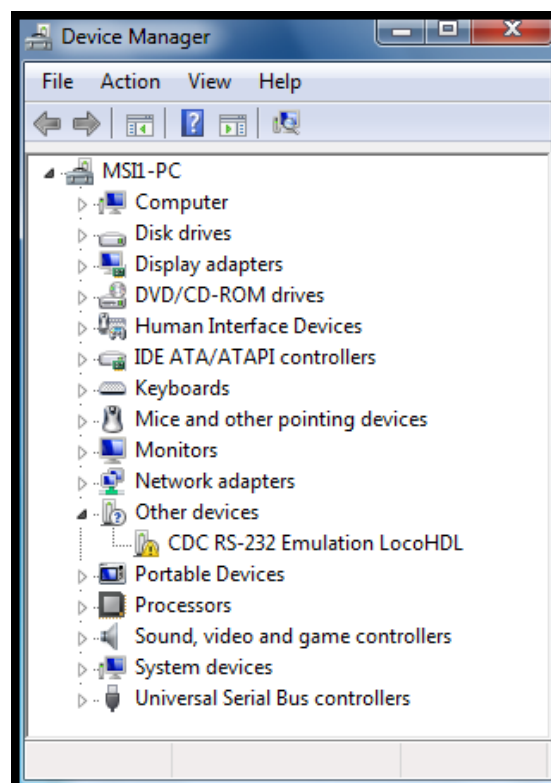 Device Manager
File Action View Help
MSI1-PC
Computer
Disk drives
Display adapters
DVD/CD-ROM drives
Human Interface Devices
IDE ATA/ATAPI controllers
Keyboards
Mice and other pointing devices
Monitors
Network adapters
Other devices
CDC RS-232 Emulation LocoHDL
Portable Devices
Processors
Sound, video and game controllers
System devices
Universal Serial Bus controllers